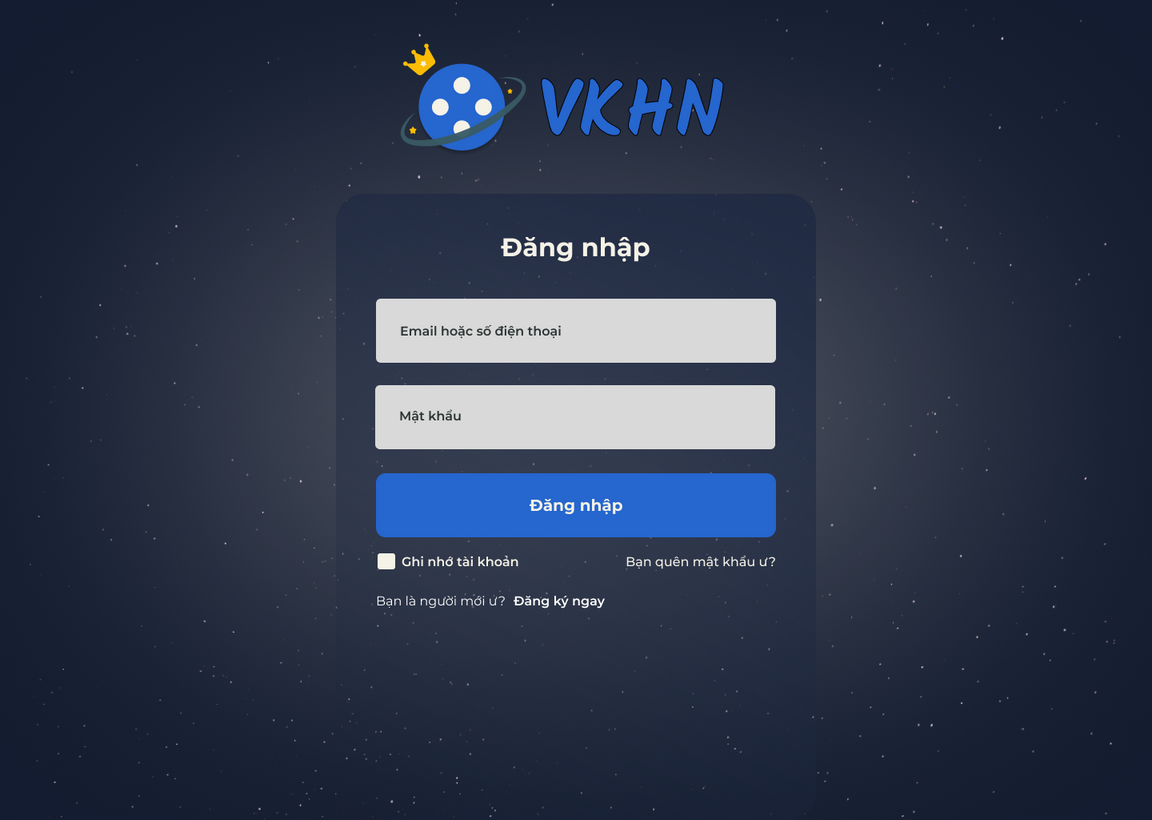 VKHN
Đăng nhập
Email hoặc số điện thoại
Mật khẩu
Đăng nhập
Ghi nhớ tài khoản Bạn quên mật khẩu ư?
Bạn là người mới ư? Đăng ký ngay